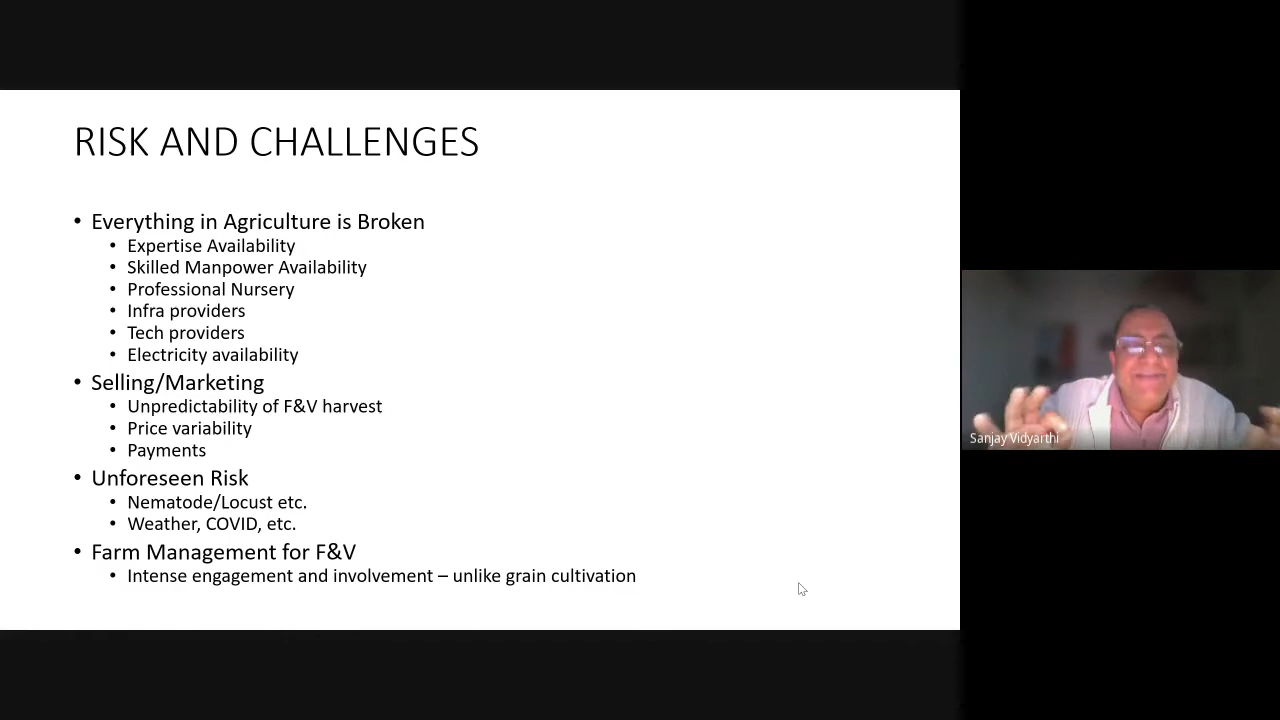 RISK AND CHALLENGES
• Everything in Agriculture is Broken
• Expertise Availability
• Skilled Manpower Availability
• Professional Nursery
• Infra providers
• Tech providers
• Electricity availability
• Selling/Marketing
• Unpredictability of F&V harvest
• Price variability
• Payments
• Unforeseen Risk
• Nematode/Locust etc.
• Weather, COVID, etc.
• Farm Management for F&V
• Intense engagement and involvement – unlike grain cultivation
Sanjay Vidyarthi